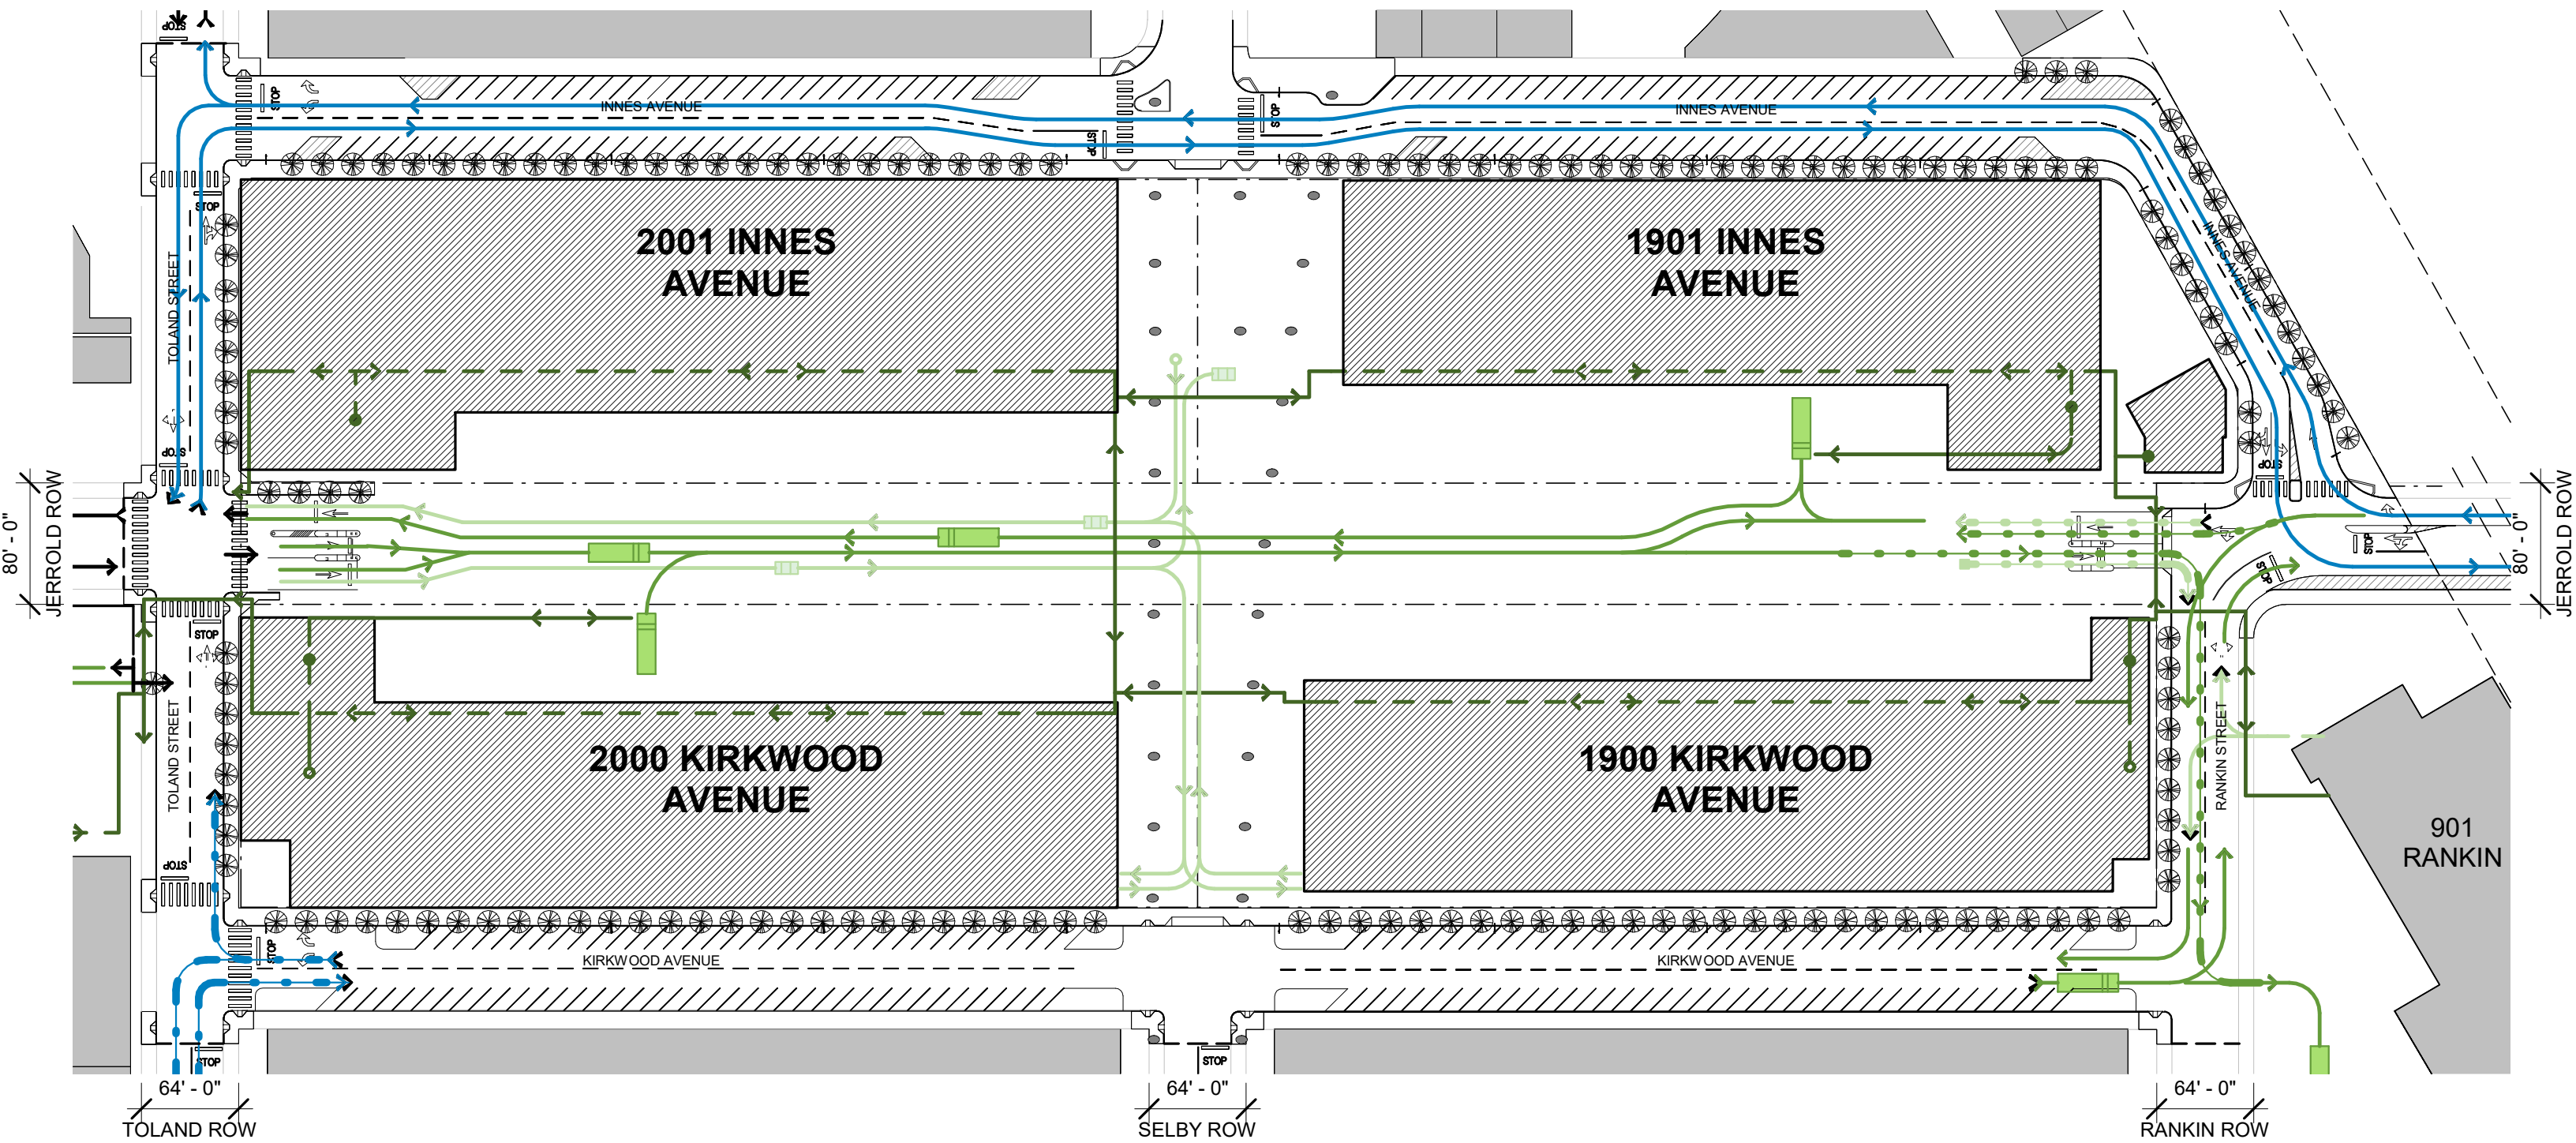 STOP
STOP
INNES AVENUE
STOP
STOP
INNES AVENUE
STOP
2001 INNES
AVENUE
1901 INNES
AVENUE
INNES AVENUE
TOLAND STREET
STOP
STOP
80' - 0"
JERROLD ROW
STOP
STOP
80' - 0"
JERROLD ROW
STOP
TOLAND STREET
RANKIN STREET
2000 KIRKWOOD
AVENUE
1900 KIRKWOOD
AVENUE
901
RANKIN
STOP
STOP
KIRKWOOD AVENUE
KIRKWOOD AVENUE
STOP
STOP
64' - 0"
64' - 0"
64' - 0"
TOLAND ROW
SELBY ROW
RANKIN ROW